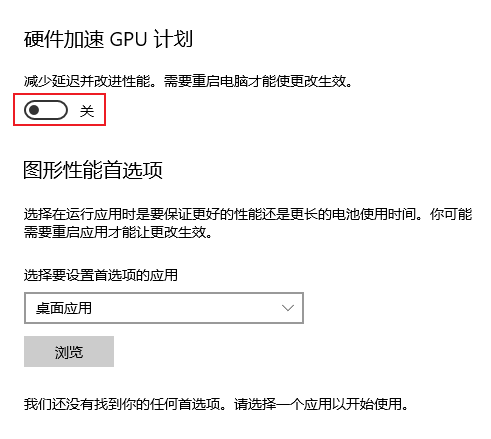 硬件加速 GPU 计划
减少延迟并改进性能。需要重启电脑才能使更改生效。
关
图形性能首选项
选择在运行应用时是要保证更好的性能还是更长的电池使用时间。你可能
需要重启应用才能让更改生效。
选择要设置首选项的应用
桌面应用
浏览
我们还没有找到你的任何首选项。请选择一个应用以开始使用。